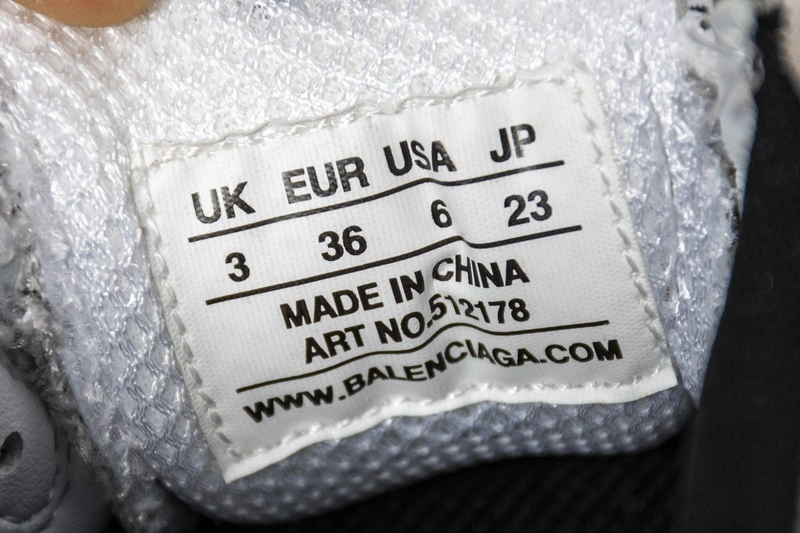 UK EUR USA JP
3 36 6 23
MADE IN CHINA
ART NO.512178
WWW.BALENCIAGA.COM